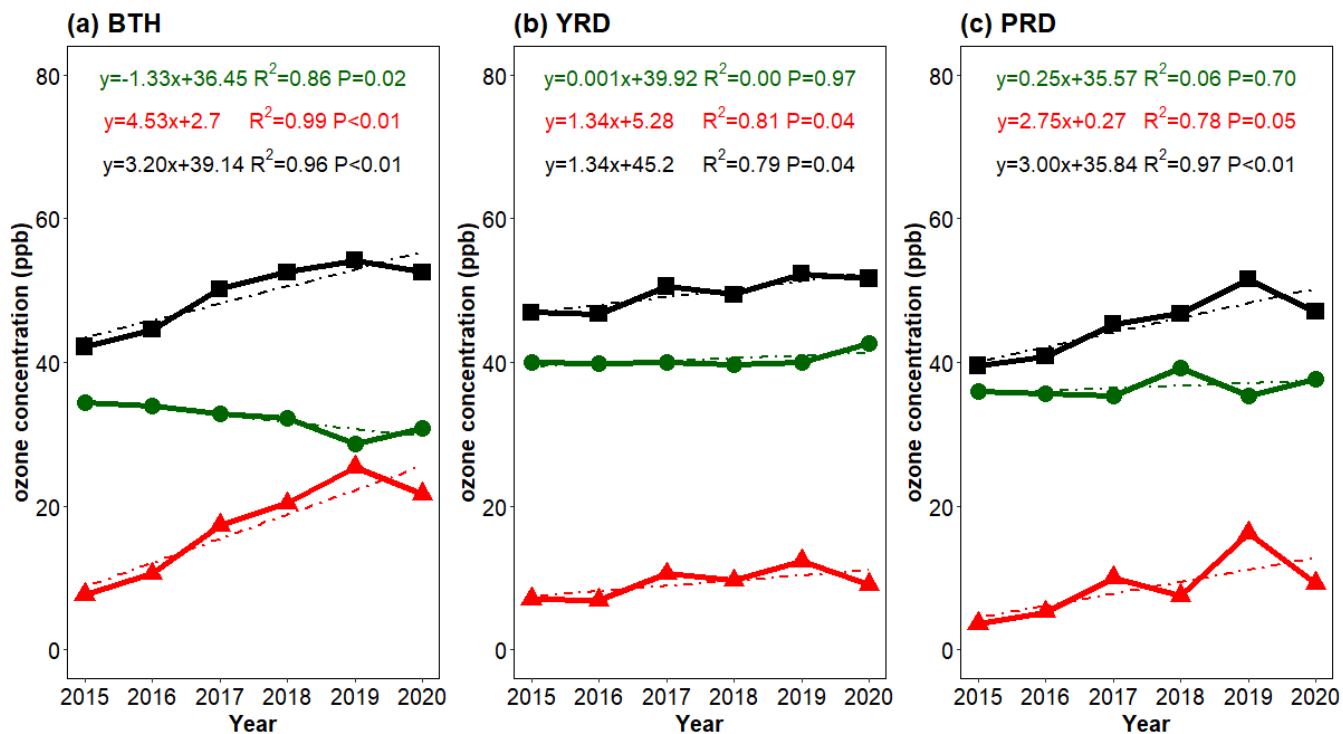 (a) BTH
y=-1.33x+36.45 R²=0.86 P=0.02
y=4.53x+2.7 R²=0.99 P<0.01
y=3.20x+39.14 R²=0.96 P<0.01
ozone concentration (ppb)
80
60
40
20
0
2015 2016 2017 2018 2019 2020
Year
(b) YRD
y=0.001x+39.92 R²=0.00 P=0.97
y=1.34x+5.28 R²=0.81 P=0.04
y=1.34x+45.2 R²=0.79 P=0.04
ozone concentration (ppb)
80
60
40
20
0
2015 2016 2017 2018 2019 2020
Year
(c) PRD
y=0.25x+35.57 R²=0.06 P=0.70
y=2.75x+0.27 R²=0.78 P=0.05
y=3.00x+35.84 R²=0.97 P<0.01
ozone concentration (ppb)
80
60
40
20
0
2015 2016 2017 2018 2019 2020
Year